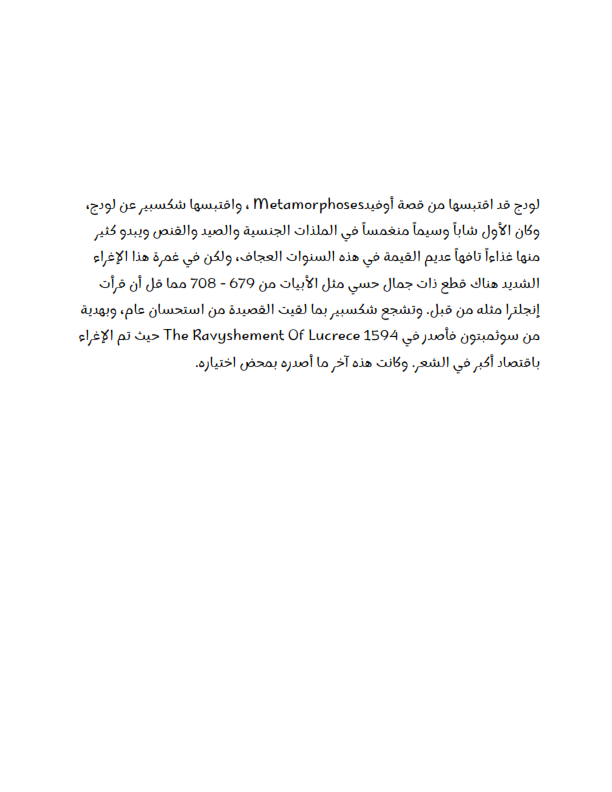 لودج قد اقتبسها من قصة أوفيدMetamorphoses ، واقتبسها شكسبير عن لودج،
وكان الأول شاباً وسيماً منغمساً في الملذات الجنسية والصيد والقنص ويبدو كثير
منها غذاءاً تافهاً عديم القيمة في هذه السنوات العجاف، ولكن في غمرة هذا الإغراء
الشديد هناك قطع ذات جمال حسي مثل الأبيات من 679 - 708 مما قل أن قرأت
إنجلترا مثله من قبل. وتشجع شكسبير بما لقيت القصيدة من استحسان عام، وبهدية
من سوثمبتون فأصدر في 1594 The Ravyshement Of Lucrece حيث تم الإغراء
باقتصاد أكبر في الشعر. وكانت هذه آخر ما أصدره بمحض اختياره.